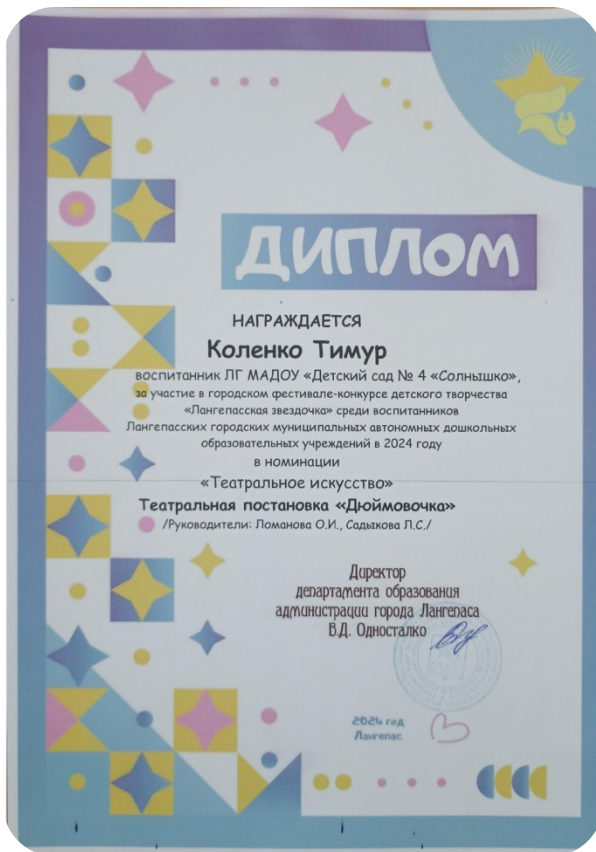 ДИПЛОМ
НАГРАЖДАЕТСЯ
Коленко Тимур
воспитанник ЛГ МАДОУ «Детский сад № 4 «Солнышко»,
за участие в городском фестивале-конкурсе детского творчества
«Лангепасская звездочка» среди воспитанников
Лангепасских городских муниципальных автономных дошкольных
образовательных учреждений в 2024 году
в номинации
«Театральное искусство»
Театральная постановка «Дюймовочка»
/Руководители: Ломанова О.И., Садыкова Л.С./
Директор
департамента образования
администрации города Лангепаса
В.Д. Односталко
2024 год
Лангепас